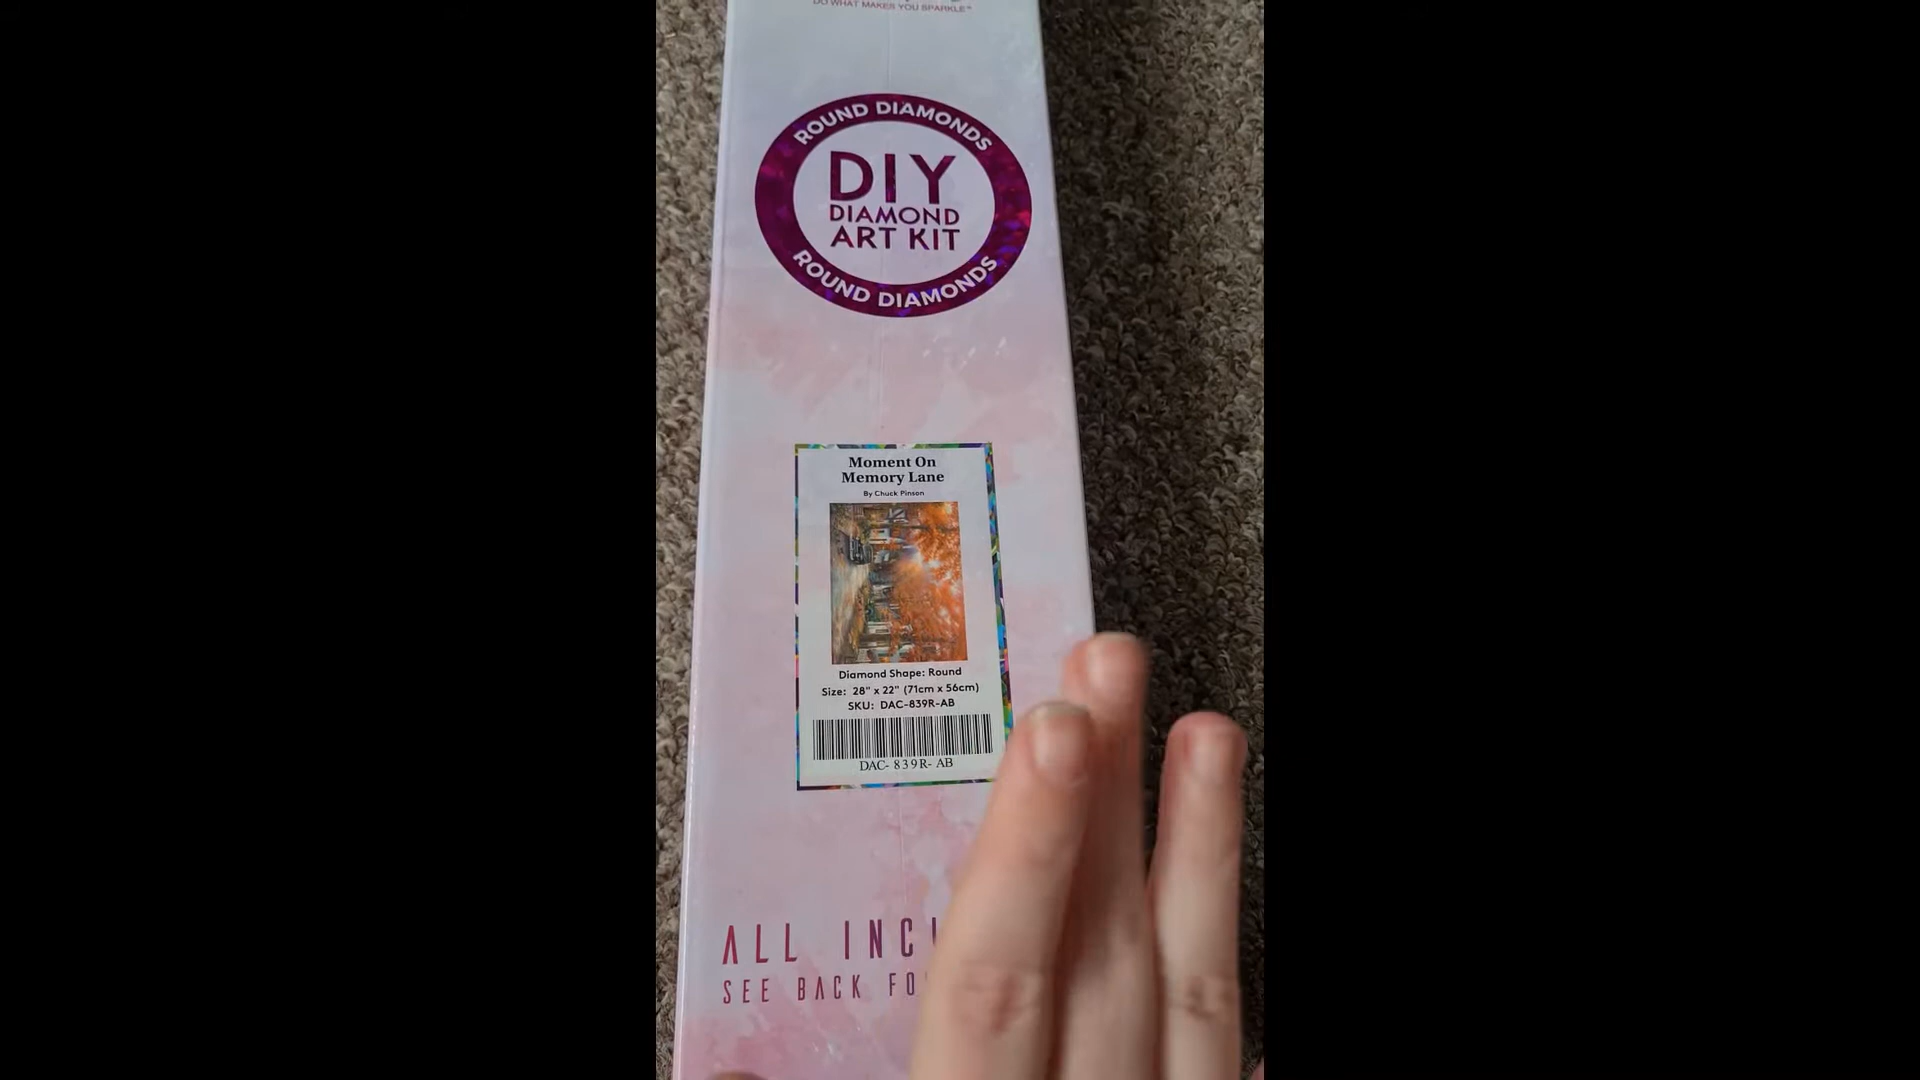 DO WHAT MAKES YOU SPARKLE™
ROUND DIAMONDS
DIY
DIAMOND
ART KIT
ROUND DIAMONDS
Moment On
Memory Lane
By Chuck Pinson
Diamond Shape: Round
Size: 28" x 22" (71cm x 56cm)
SKU: DAC-839R-AB
DAC- 839R- AB
ALL
SEE BACK